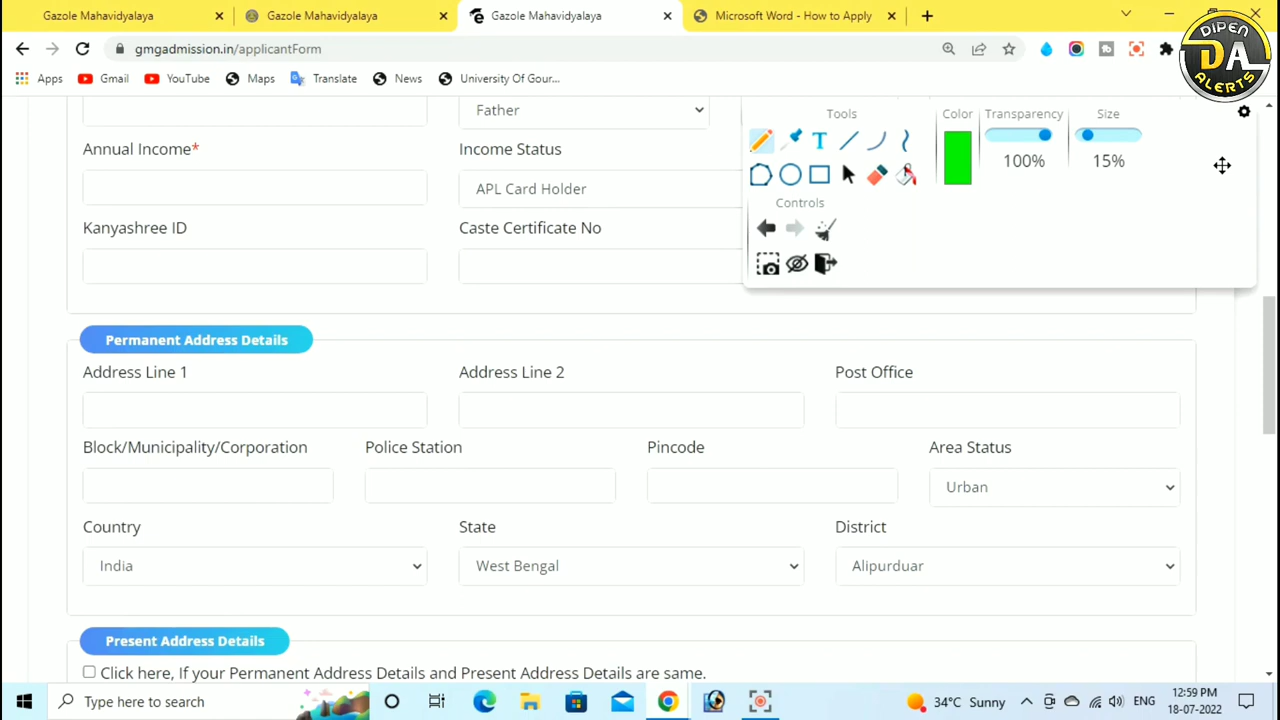 Gazole Mahavidyalaya
Gazole Mahavidyalaya
Gazole Mahavidyalaya
Microsoft Word - How to Apply
gmgadmission.in/applicantForm
DIPEN
DA
ALERTS
Apps
Gmail
YouTube
Maps
Translate
News
University Of Gour...
Father
Tools
Color
Transparency
Size
100%
15%
Controls
Annual Income*
Income Status
APL Card Holder
Kanyashree ID
Caste Certificate No
Permanent Address Details
Address Line 1
Address Line 2
Post Office
Block/Municipality/Corporation
Police Station
Pincode
Area Status
Urban
Country
State
District
India
West Bengal
Alipurduar
Present Address Details
Click here, If your Permanent Address Details and Present Address Details are same.
Type here to search
34°C Sunny
ENG
12:59 PM
18-07-2022